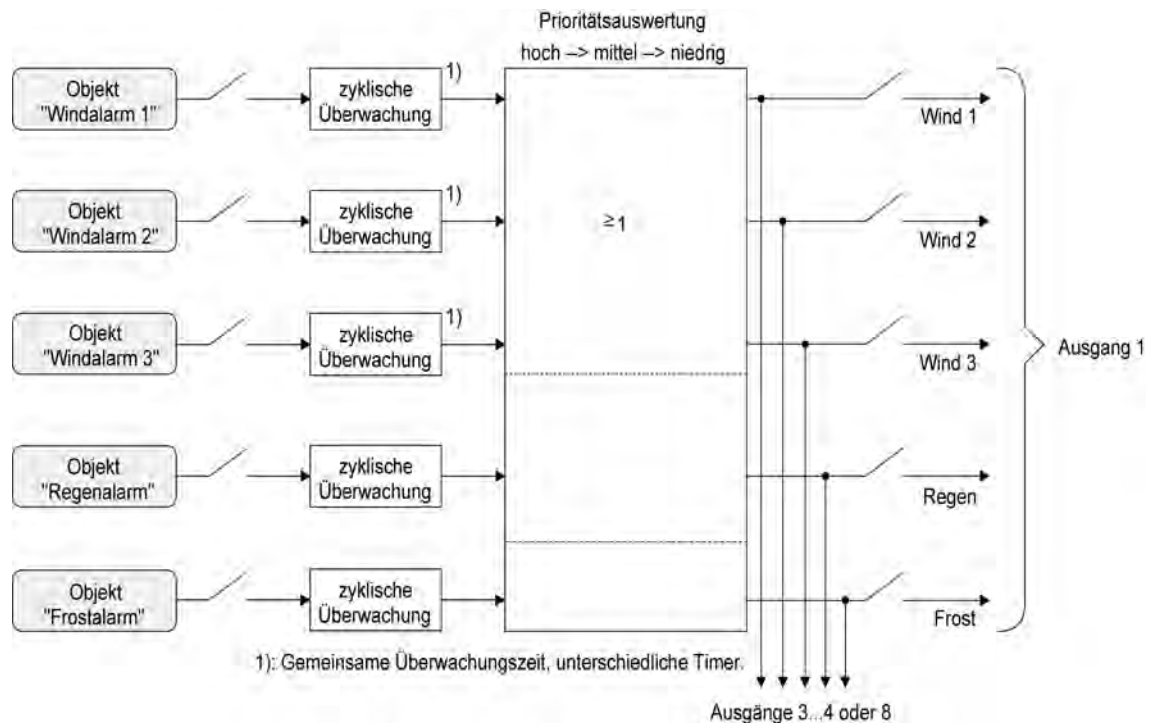 Prioritätsauswertung
hoch –> mittel –> niedrig
Objekt
"Windalarm 1"
zyklische
Überwachung
1)
Wind 1
Objekt
"Windalarm 2"
zyklische
Überwachung
1)
≥1
Wind 2
Objekt
"Windalarm 3"
zyklische
Überwachung
1)
Wind 3
Ausgang 1
Objekt
"Regenalarm"
zyklische
Überwachung
Regen
Objekt
"Frostalarm"
zyklische
Überwachung
Frost
1): Gemeinsame Überwachungszeit, unterschiedliche Timer.
Ausgänge 3...4 oder 8